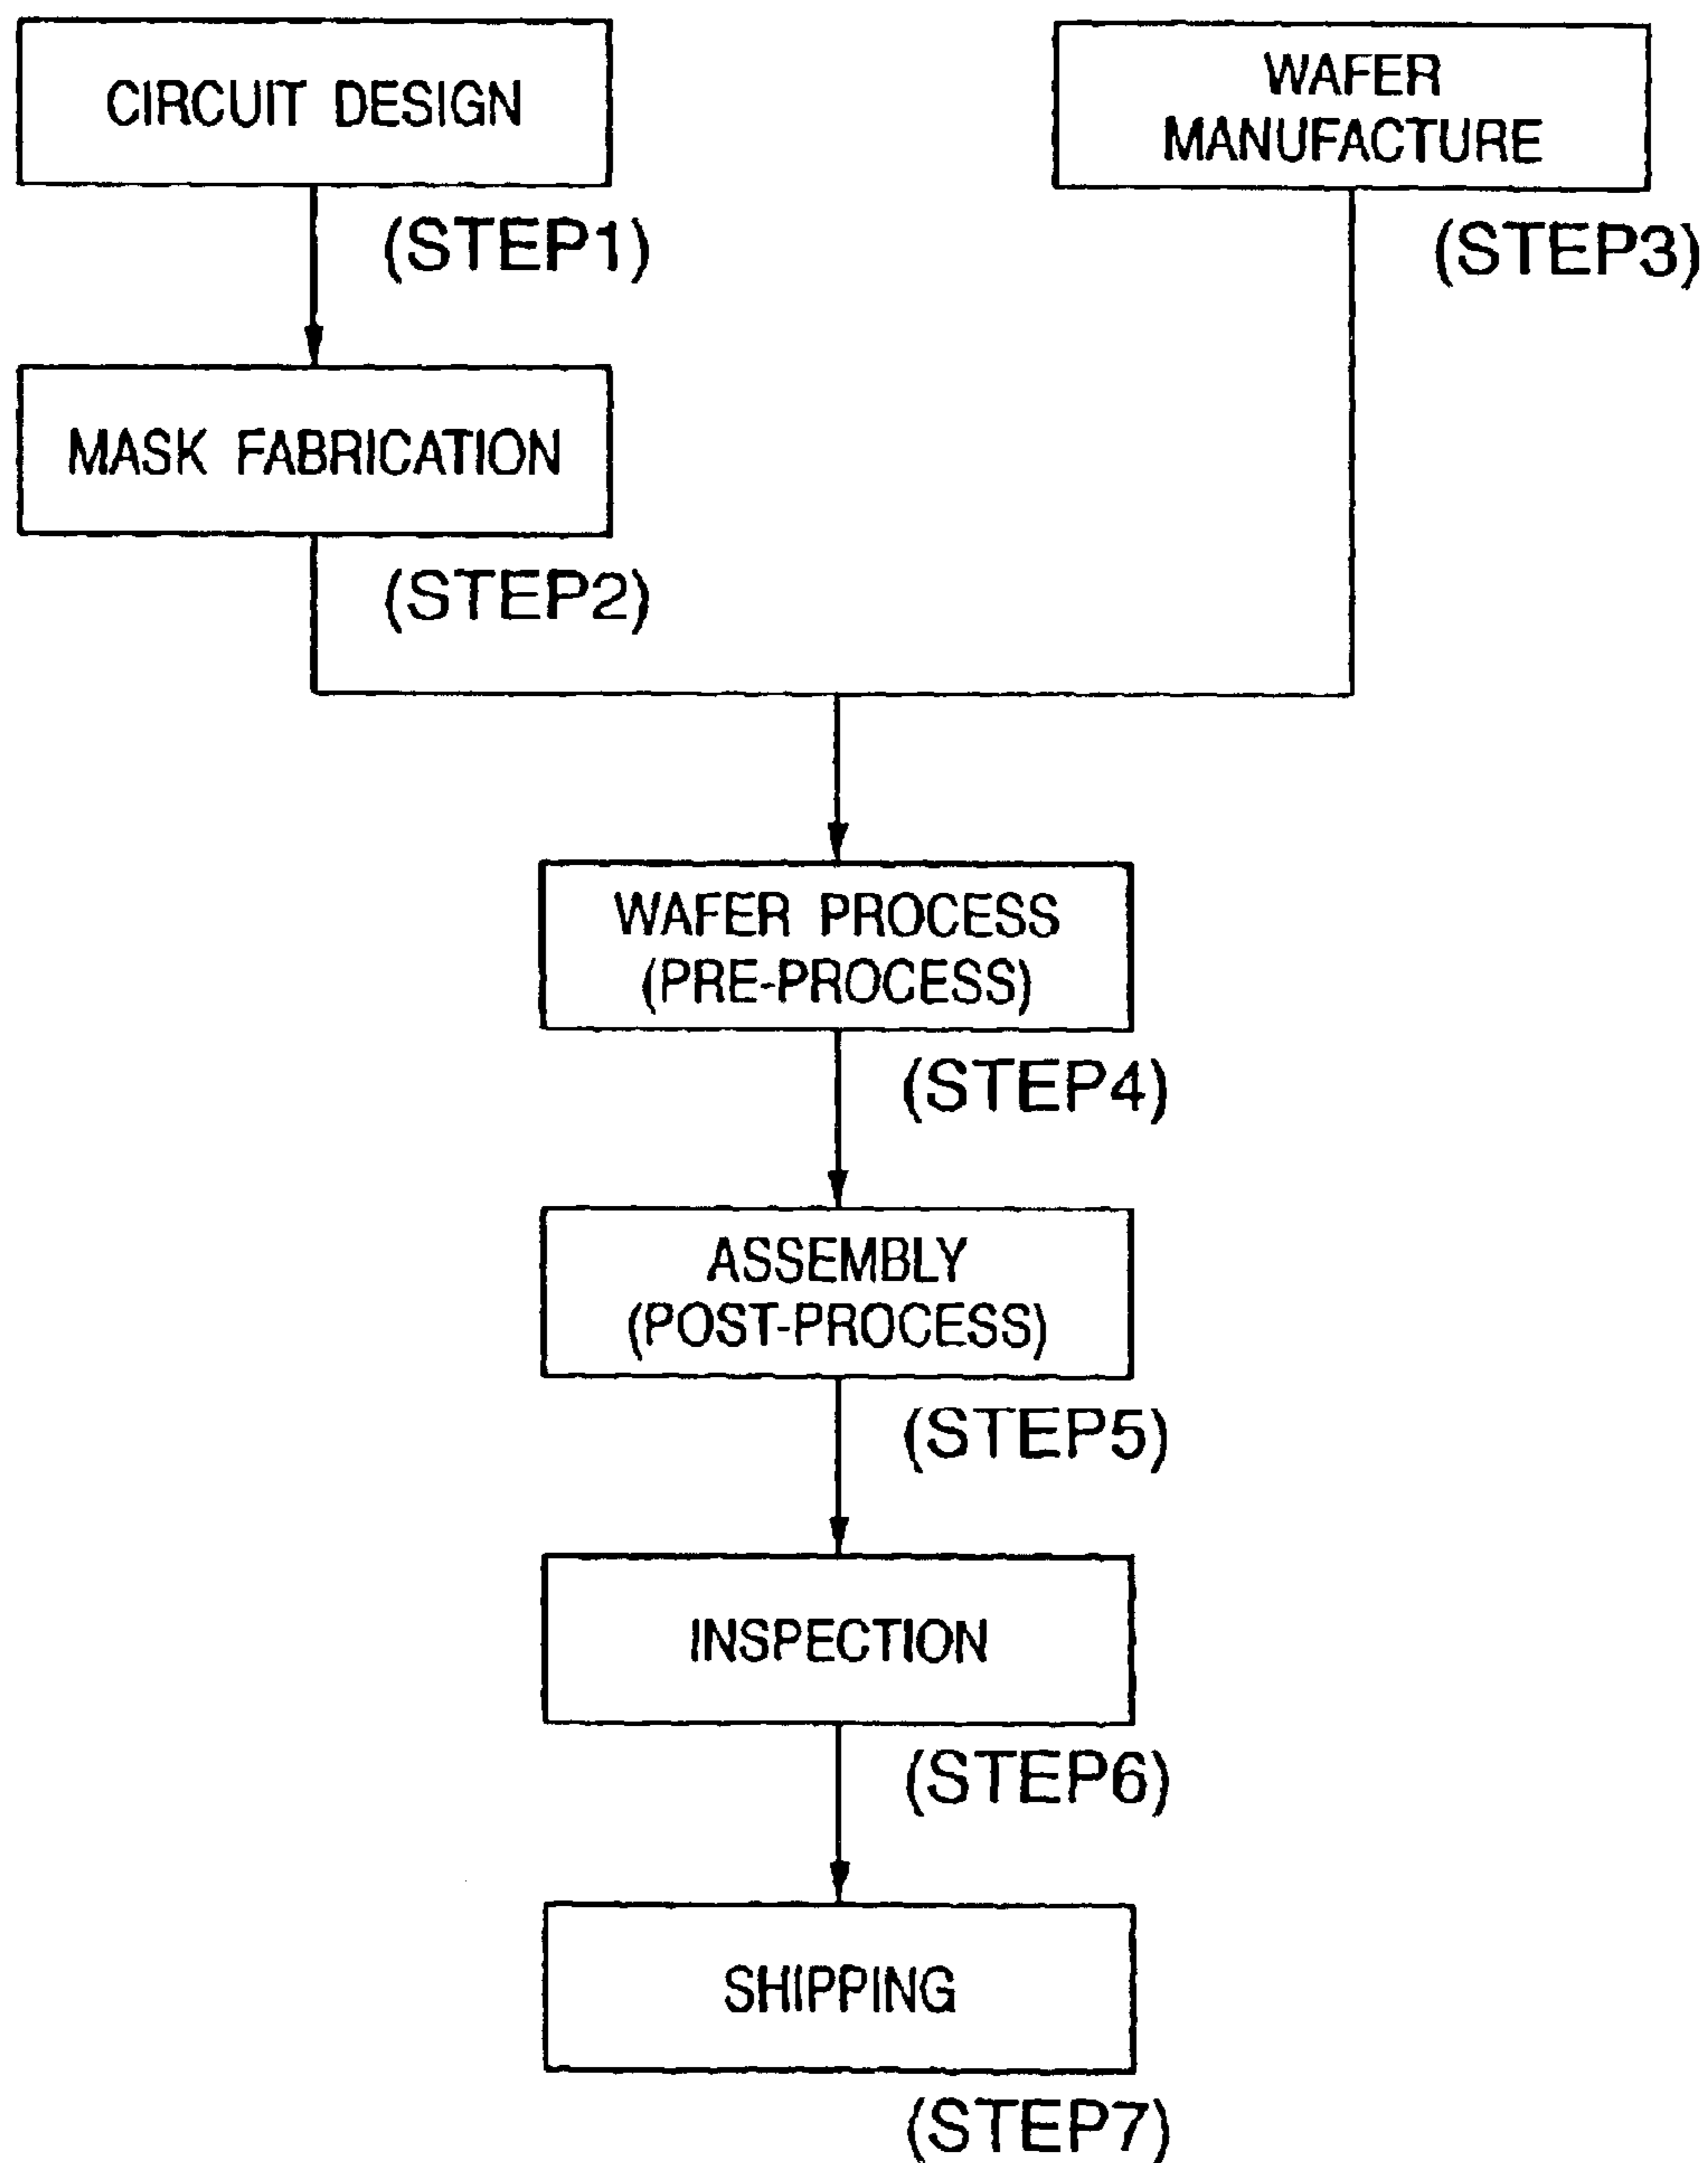 CIRCUIT DESIGN
(STEP1)
WAFER
MANUFACTURE
(STEP3)
MASK FABRICATION
(STEP2)
WAFER PROCESS
(PRE-PROCESS)
(STEP4)
ASSEMBLY
(POST-PROCESS)
(STEP5)
INSPECTION
(STEP6)
SHIPPING
(STEP7)